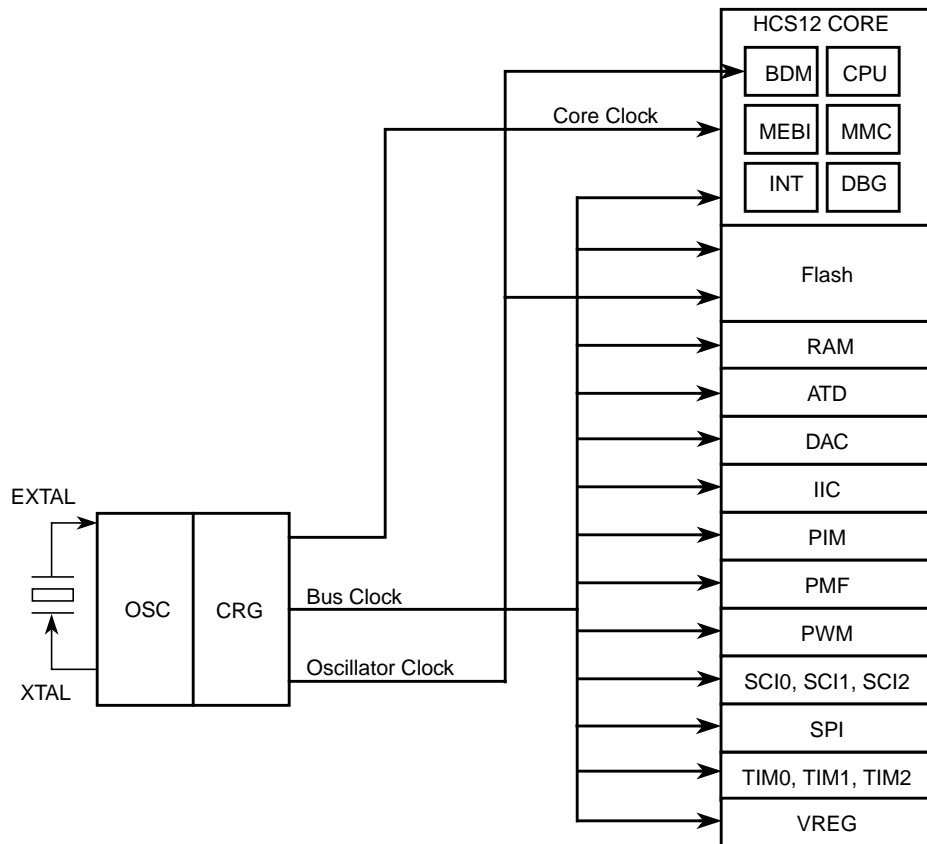 HCS12 CORE
BDM
CPU
Core Clock
MEBI
MMC
INT
DBG
Flash
RAM
ATD
DAC
IIC
EXTAL
PIM
OSC
CRG
Bus Clock
PMF
PWM
Oscillator Clock
XTAL
SCI0, SCI1, SCI2
SPI
TIM0, TIM1, TIM2
VREG